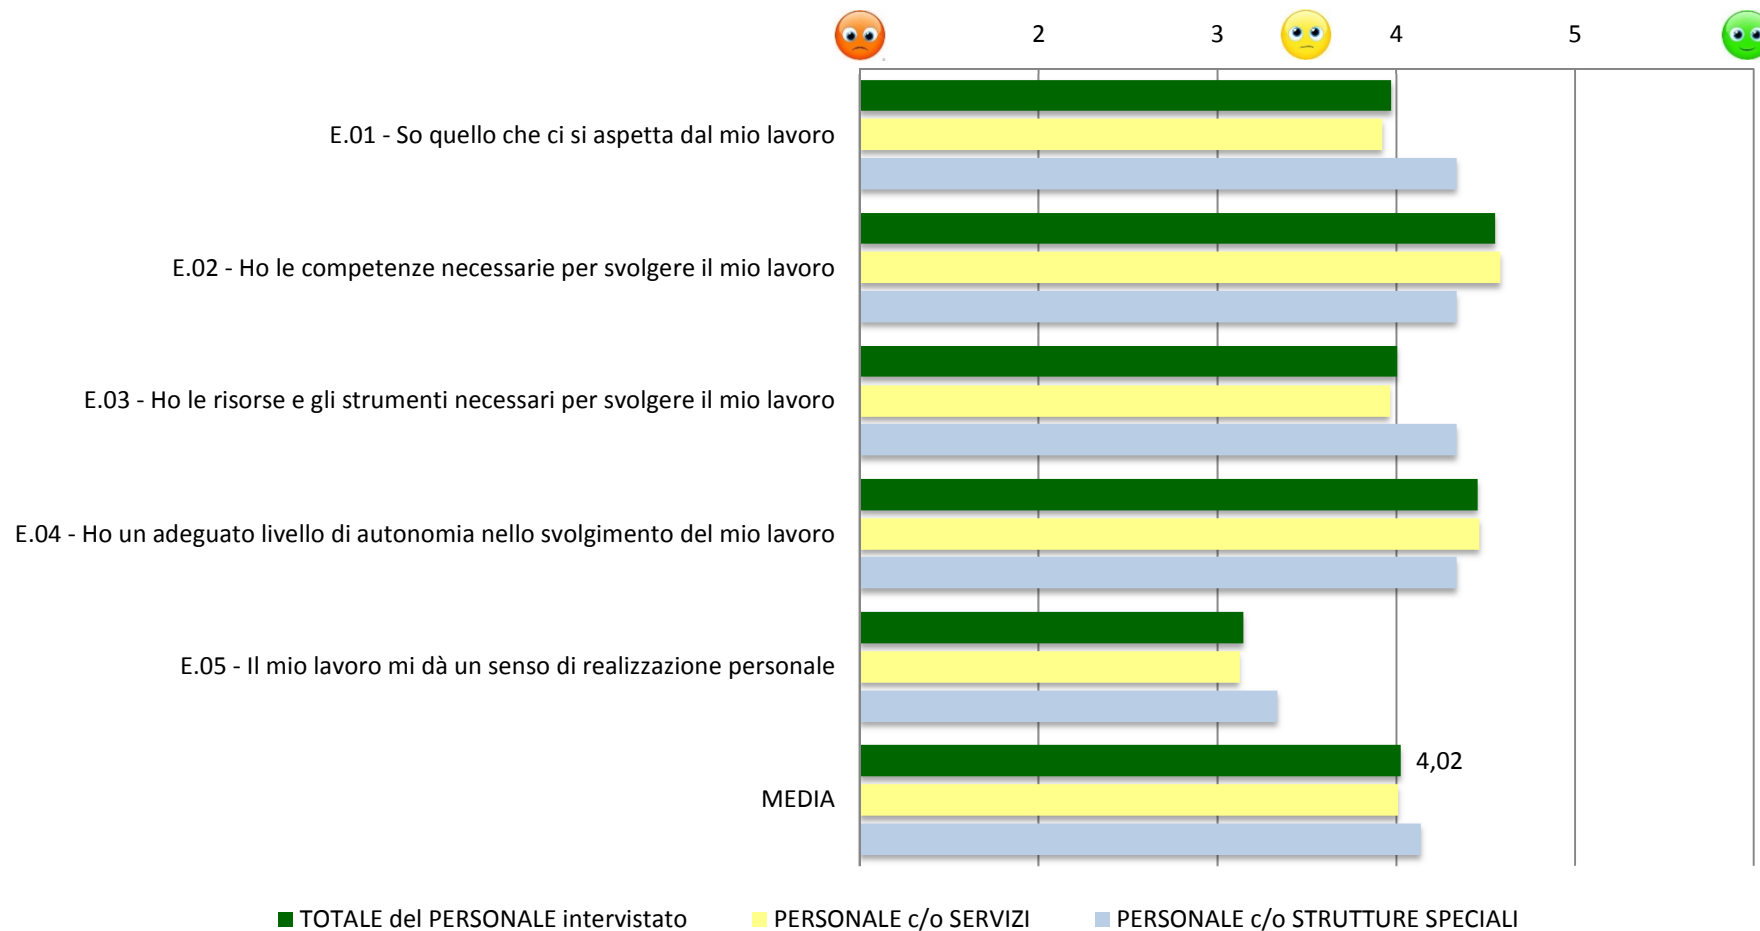 2 3 4 5
E.01 - So quello che ci si aspetta dal mio lavoro
E.02 - Ho le competenze necessarie per svolgere il mio lavoro
E.03 - Ho le risorse e gli strumenti necessari per svolgere il mio lavoro
E.04 - Ho un adeguato livello di autonomia nello svolgimento del mio lavoro
E.05 - Il mio lavoro mi dà un senso di realizzazione personale
4,02
MEDIA
TOTALE del PERSONALE intervistato PERSONALE c/o SERVIZI PERSONALE c/o STRUTTURE SPECIALI